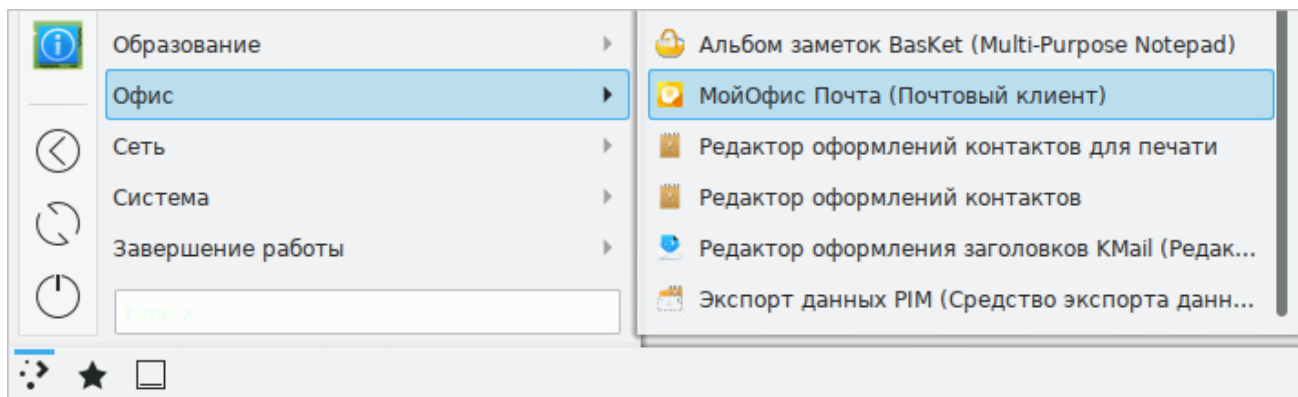 Образование
Офис
Сеть
Система
Завершение работы
Альбом заметок BasKet (Multi-Purpose Notepad)
МойОфис Почта (Почтовый клиент)
Редактор оформлений контактов для печати
Редактор оформлений контактов
Редактор оформления заголовков KMail (Редак...
Экспорт данных PIM (Средство экспорта данн...